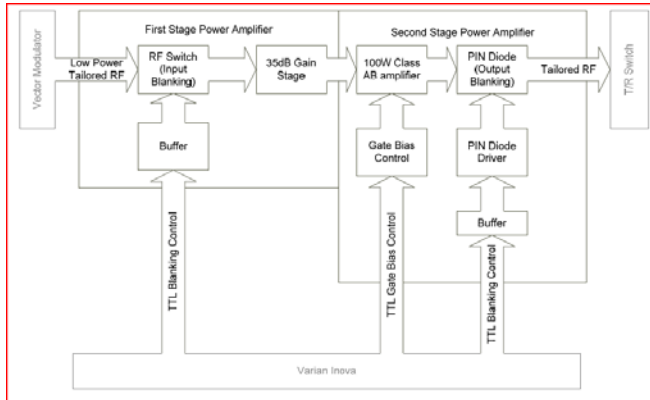 First Stage Power Amplifier
Second Stage Power Amplifier
Vector Modulator
Low Power
Tailored RF
RF Switch
(Input
Blanking)
35dB Gain
Stage
100W Class
AB amplifier
PIN Diode
(Output
Blanking)
Tailored RF
T/R Switch
Buffer
Gate Bias
Control
PIN Diode
Driver
Buffer
TTL Blanking Control
TTL Gate Bias Control
TTL Blanking Control
Varian Inova